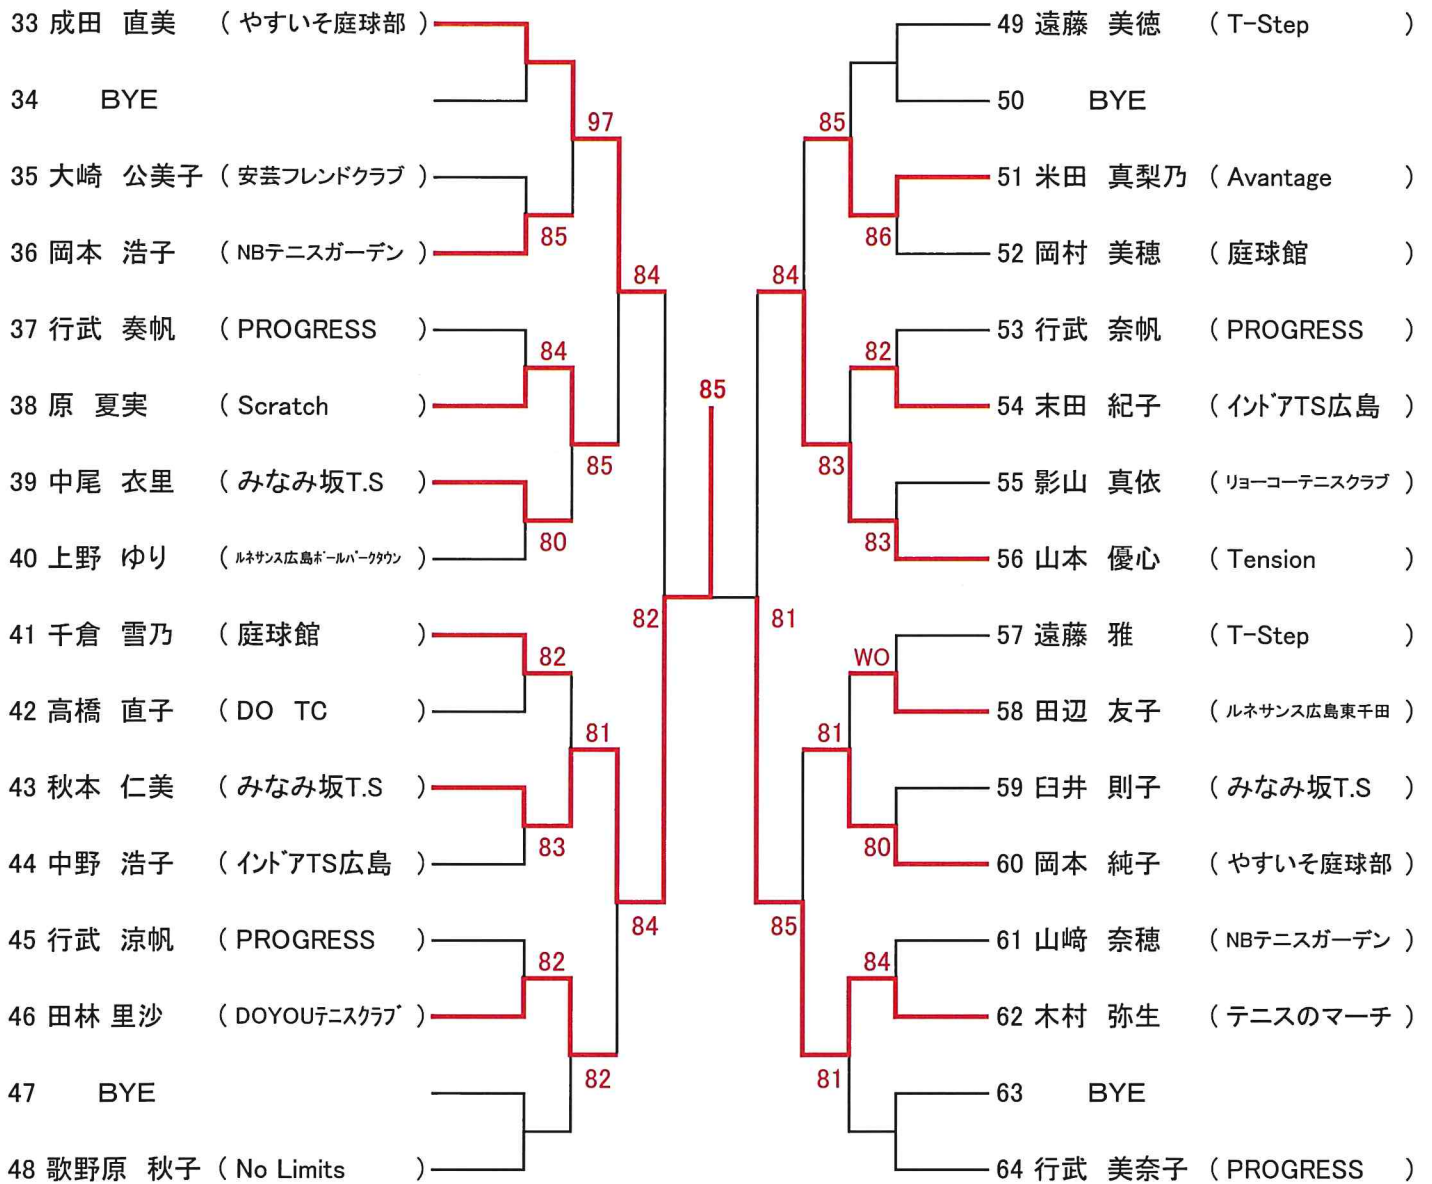 33 成田 直美 ( やすいそ庭球部 )
34 BYE
35 大崎 公美子 ( 安芸フレンドクラブ )
36 岡本 浩子 ( NBテニスガーデン )
37 行武 奏帆 ( PROGRESS )
38 原 夏実 ( Scratch )
39 中尾 衣里 ( みなみ坂T.S )
40 上野 ゆり ( ﾙﾈｻﾝｽ広島ﾎﾞｰﾙﾊﾟｰｸﾀｳﾝ )
41 千倉 雪乃 ( 庭球館 )
42 高橋 直子 ( DO TC )
43 秋本 仁美 ( みなみ坂T.S )
44 中野 浩子 ( ｲﾝﾄﾞｱTS広島 )
45 行武 涼帆 ( PROGRESS )
46 田林 里沙 ( DOYOUﾃﾆｽｸﾗﾌﾞ )
47 BYE
48 歌野原 秋子 ( No Limits )
97
85
84
84
85
80
82
82
81
83
84
82
82
85
85
86
84
82
83
83
81
WO
81
80
85
84
81
49 遠藤 美徳 ( T-Step )
50 BYE
51 米田 真梨乃 ( Avantage )
52 岡村 美穂 ( 庭球館 )
53 行武 奈帆 ( PROGRESS )
54 末田 紀子 ( ｲﾝﾄﾞｱTS広島 )
55 影山 真依 ( リョーコーテニスクラブ )
56 山本 優心 ( Tension )
57 遠藤 雅 ( T-Step )
58 田辺 友子 ( ルネサンス広島東千田 )
59 臼井 則子 ( みなみ坂T.S )
60 岡本 純子 ( やすいそ庭球部 )
61 山﨑 奈穂 ( NBテニスガーデン )
62 木村 弥生 ( テニスのマーチ )
63 BYE
64 行武 美奈子 ( PROGRESS )